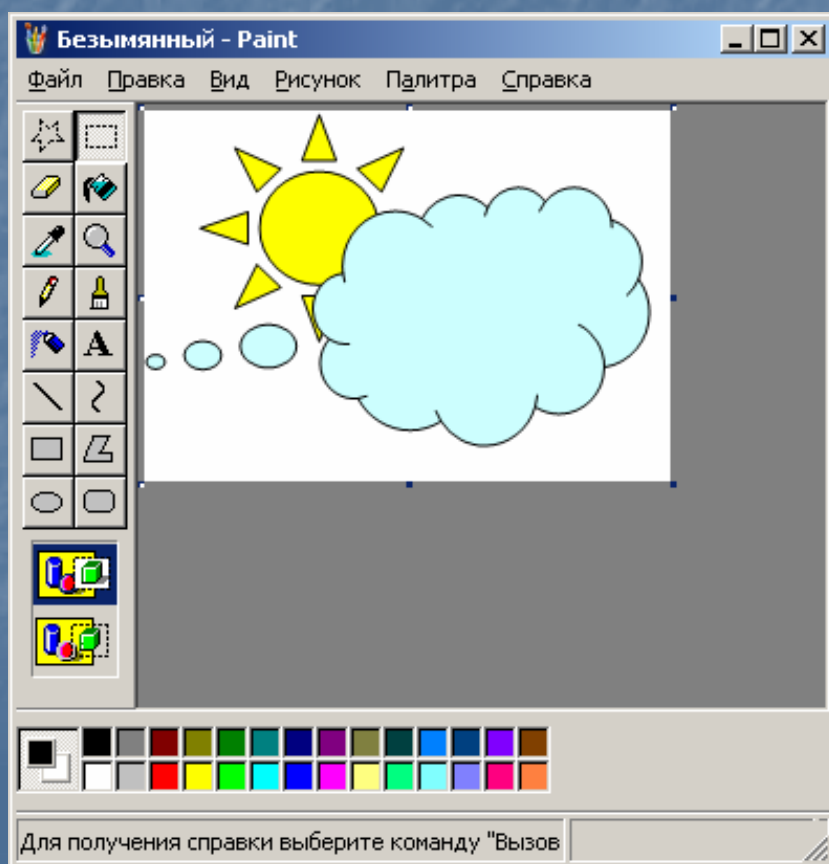 Безымянный - Paint
Файл Правка Вид Рисунок Палитра Справка
A
Для получения справки выберите команду "Вызов